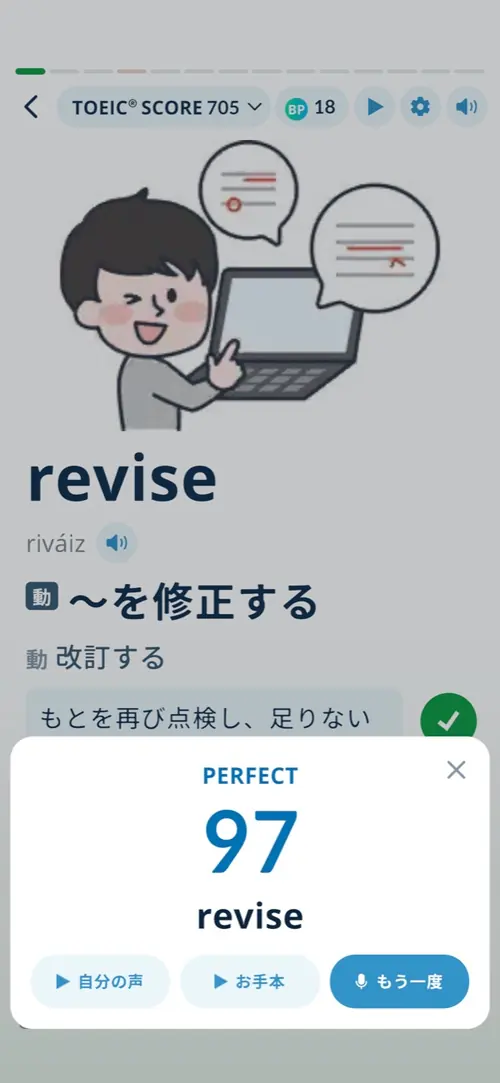 TOEIC® SCORE 705
BP 18
revise
riváiz
動 〜を修正する
動 改訂する
もとを再び点検し、足りない
PERFECT
97
revise
自分の声
お手本
もう一度